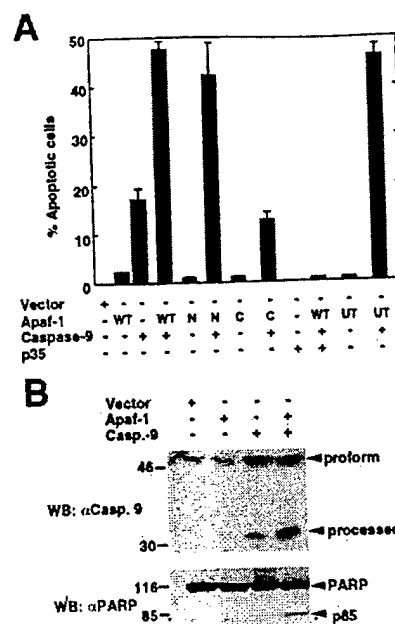 A
50
40
30
20
10
0
% Apoptotic cells
Vector + - - - - - - - - - - -
Apaf-1 - WT - WT N N C C - WT UT UT
Caspase-9 - - + + - + - + + + - +
p35 - - - - - - - - + + - -
B
Vector + - - -
Apaf-1 - + - +
Casp.-9 - - + +
46 proform
WB: αCasp. 9
30 processed
116 PARP
WB: αPARP
85 p85